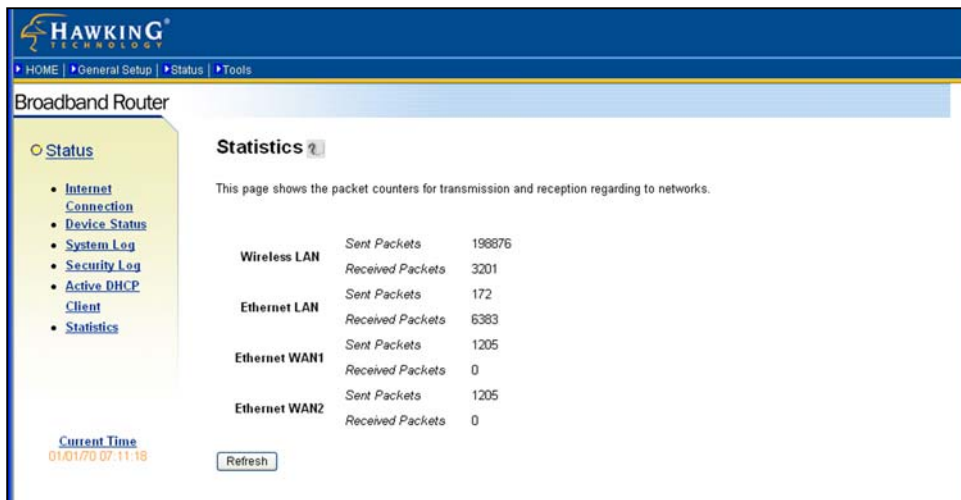 HAWKING
TECHNOLOGY
HOME | General Setup | Status | Tools
Broadband Router
Status
Internet
Connection
Device Status
System Log
Security Log
Active DHCP
Client
Statistics
Current Time
01/01/70 07:11:18
Statistics ?
This page shows the packet counters for transmission and reception regarding to networks.
Wireless LAN
Sent Packets 198876
Received Packets 3201
Ethernet LAN
Sent Packets 172
Received Packets 6383
Ethernet WAN1
Sent Packets 1205
Received Packets 0
Ethernet WAN2
Sent Packets 1205
Received Packets 0
Refresh